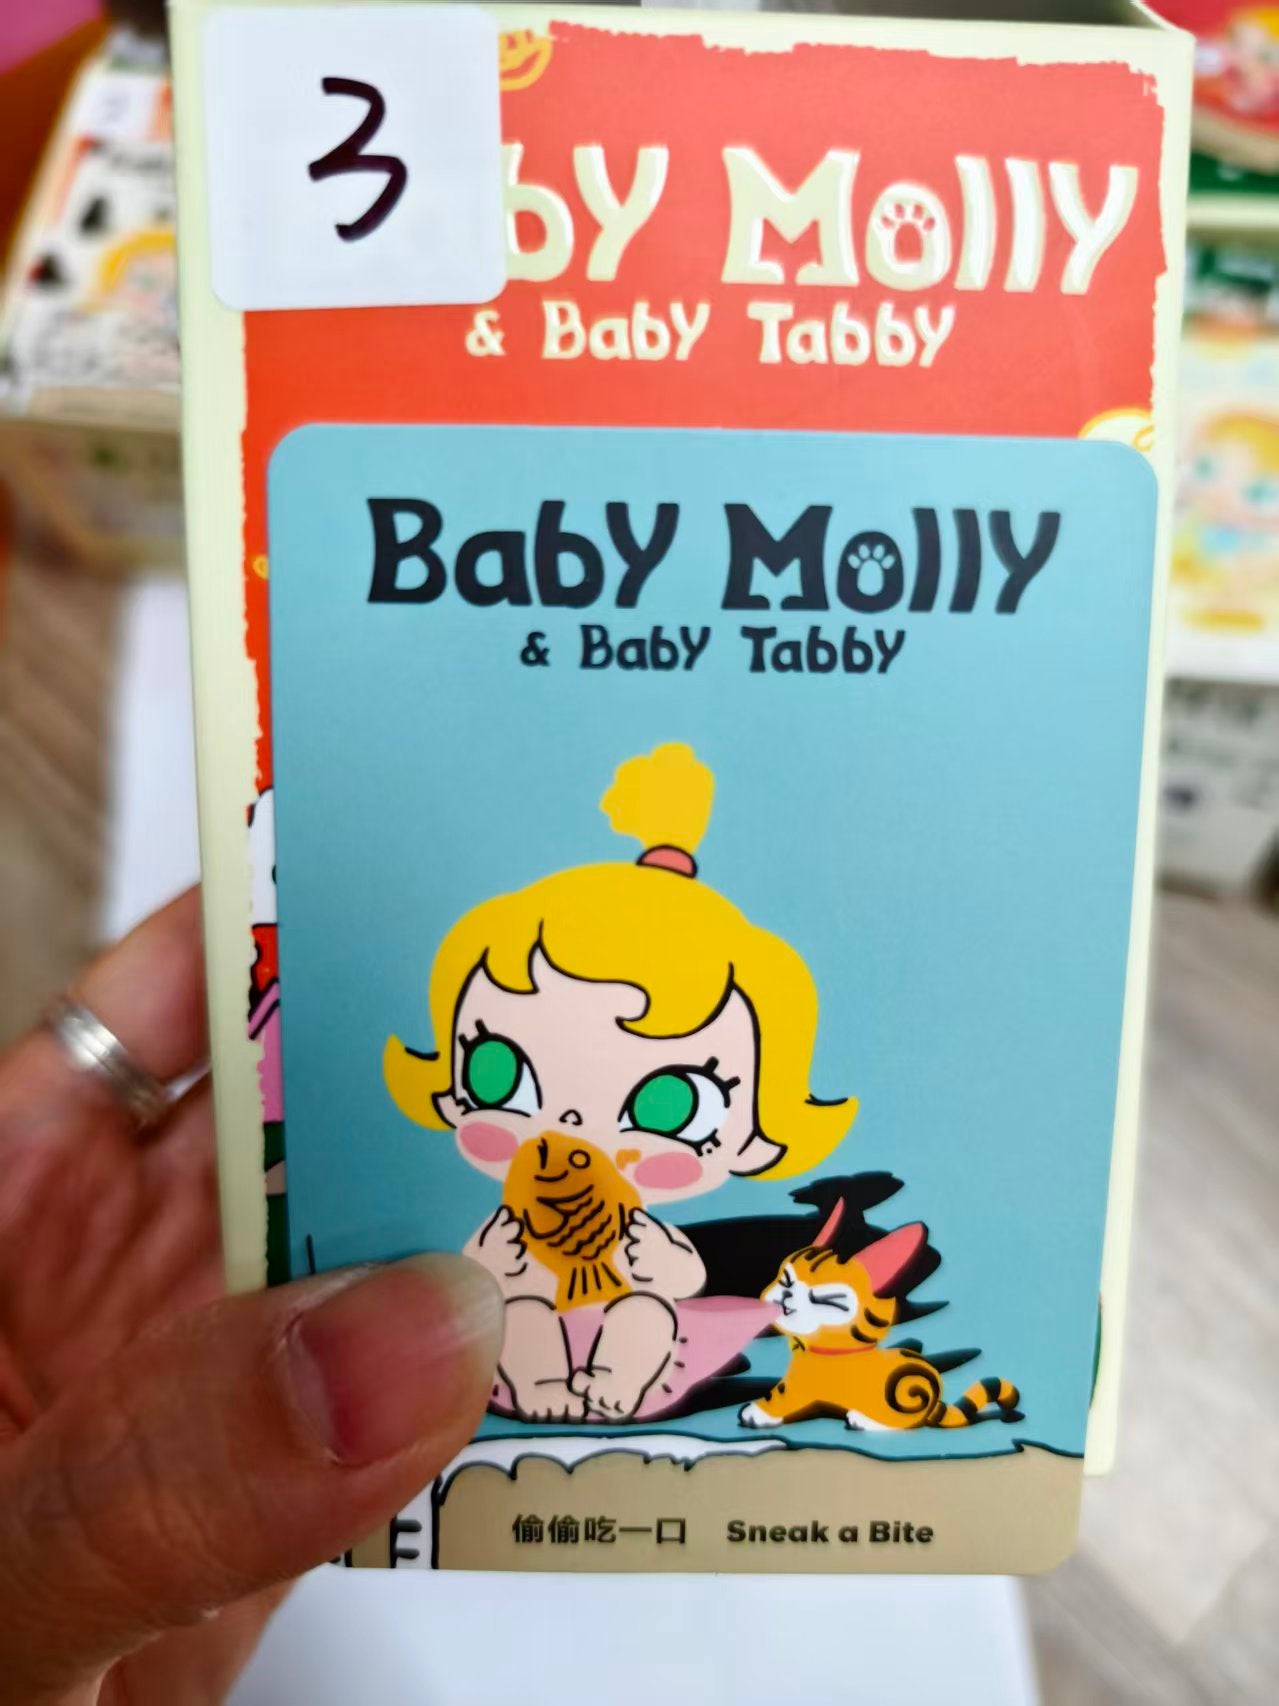 3
by Molly
& Baby Tabby
Baby Molly
& Baby Tabby
偷偷吃一口 Sneak a Bite